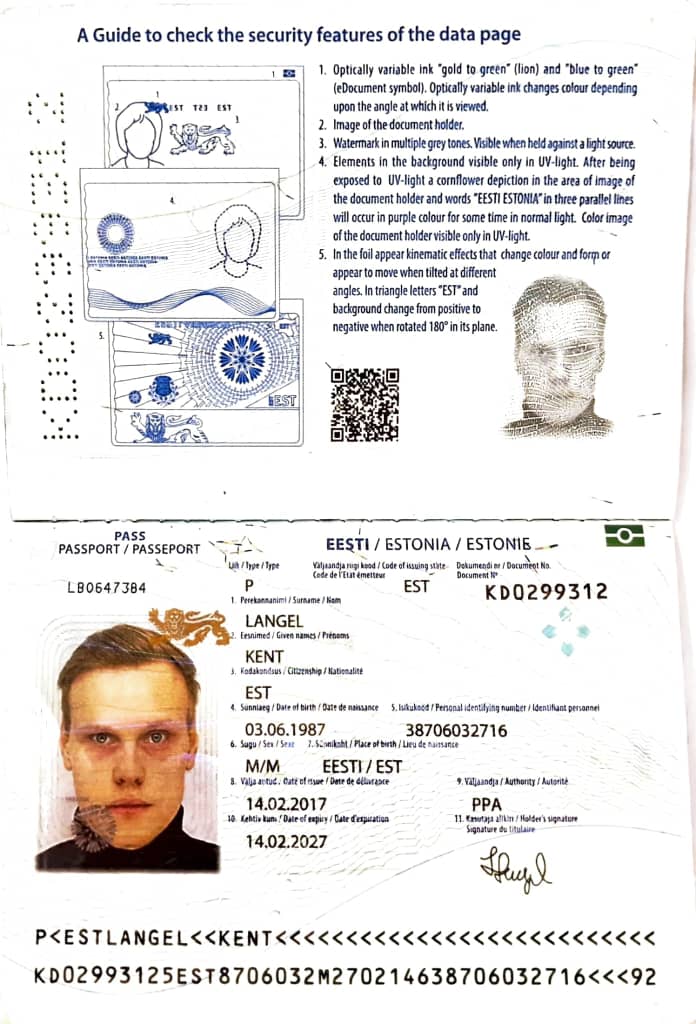 A Guide to check the security features of the data page
1. Optically variable ink "gold to green" (lion) and "blue to green"
(eDocument symbol). Optically variable ink changes colour depending
upon the angle at which it is viewed.
2. Image of the document holder.
3. Watermark in multiple grey tones. Visible when held against a light source.
4. Elements in the background visible only in UV-light. After being
exposed to UV-light a cornflower depiction in the area of image of
the document holder and words "EESTI ESTONIA" in three parallel lines
will occur in purple colour for some time in normal light. Color image
of the document holder visible only in UV-light.
5. In the foil appear kinematic effects that change colour and form or
appear to move when tilted at different
angles. In triangle letters "EST" and
background change from positive to
negative when rotated 180° in its plane.
1
2.
EST T23 EST
3.
4.
5.
EST
EST
PASS
PASSPORT / PASSEPORT
EESTI / ESTONIA / ESTONIE
LB0647384
Liik / Type / Type
Väljaandja riigi kood / Code of issuing state
Code de l'Etat émetteur
Dokumendi nr / Document No.
Document N°
P
EST
KD0299312
1. Perekonnanimi / Surname / Nom
LANGEL
2. Eesnimed / Given names / Prénoms
KENT
3. Kodakondsus / Citizenship / Nationalité
EST
4. Sünniaeg / Date of birth / Date de naissance 5. Isikukood / Personal identifying number / Identifiant personnel
03.06.1987 38706032716
6. Sugu / Sex / Sexe 7. Sünnikoht / Place of birth / Lieu de naissance
M/M EESTI / EST
8. Välja antud / Date of issue / Date de délivrance 9. Väljaandja / Authority / Autorité
14.02.2017 PPA
10. Kehtiv kuni / Date of expiry / Date d'expiration 11. Kasutaja allkiri / Holder's signature
Signature du titulaire
14.02.2027
P<ESTLANGEL<<KENT<<<<<<<<<<<<<<<<<<<<<<<<<<<
KD02993125EST8706032M270214638706032716<<<92